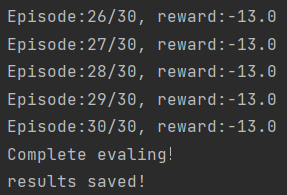 Episode:26/30, reward:-13.0
Episode:27/30, reward:-13.0
Episode:28/30, reward:-13.0
Episode:29/30, reward:-13.0
Episode:30/30, reward:-13.0
Complete evaling!
results saved!